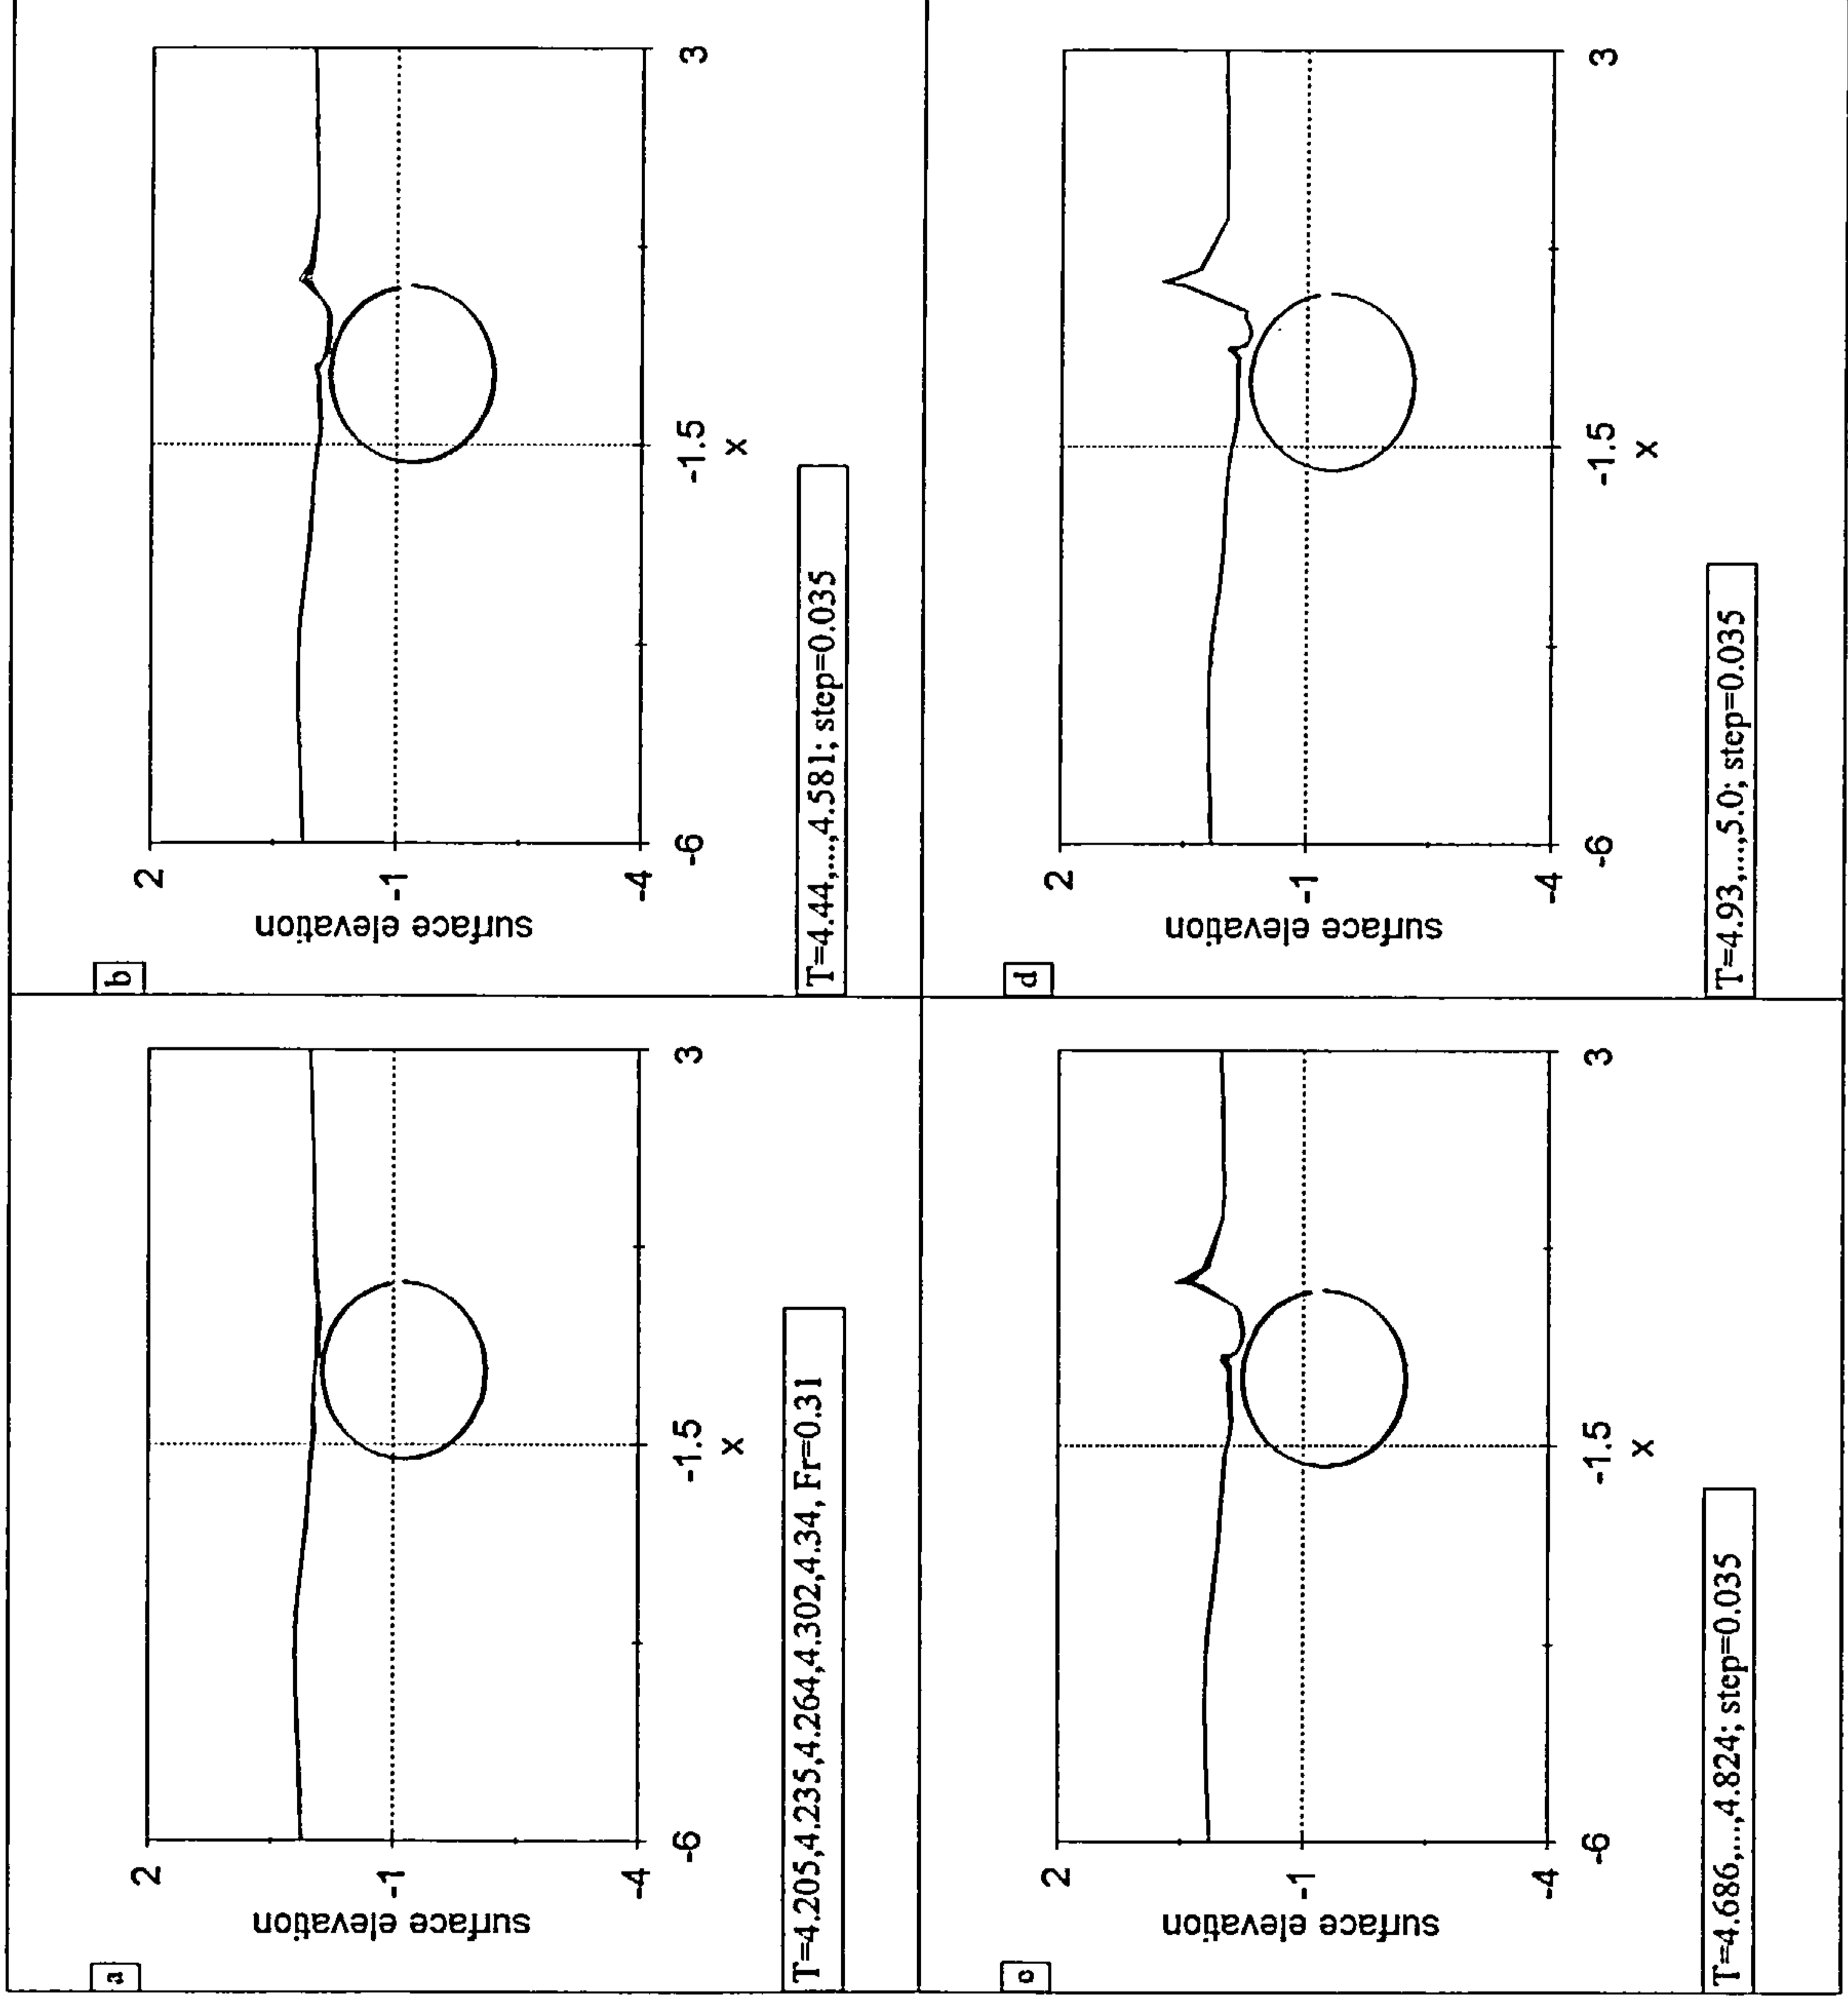 a
surface elevation
2
-1
-4
-6
-1.5
3
x
T=4.205,4.235,4.264,4.302,4.34, Fr=0.31
b
surface elevation
2
-1
-4
-6
-1.5
3
x
T=4.44,...,4.581; step=0.035
c
surface elevation
2
-1
-4
-6
-1.5
3
x
T=4.686,...,4.824; step=0.035
d
surface elevation
2
-1
-4
-6
-1.5
3
x
T=4.93,...,5.0; step=0.035